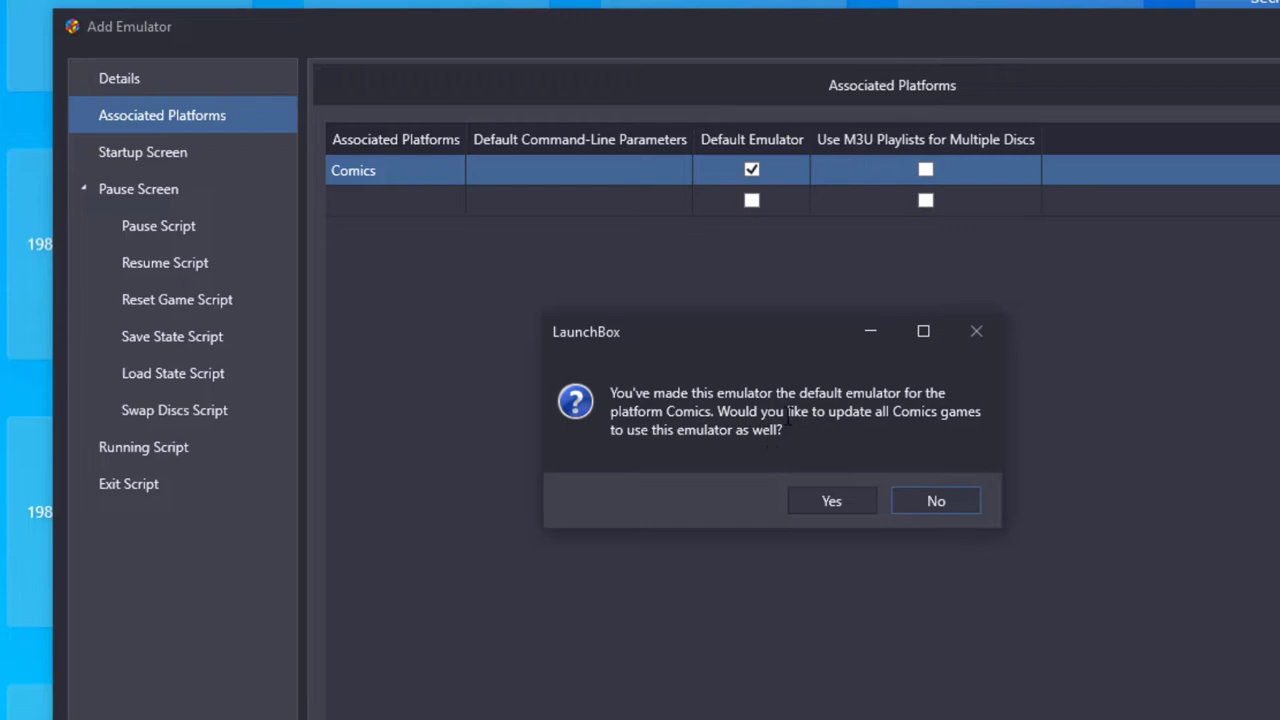 Add Emulator
Details
Associated Platforms
Startup Screen
Pause Screen
Pause Script
Resume Script
Reset Game Script
Save State Script
Load State Script
Swap Discs Script
Running Script
Exit Script
Associated Platforms
Associated Platforms Default Command-Line Parameters Default Emulator Use M3U Playlists for Multiple Discs
Comics
LaunchBox
You've made this emulator the default emulator for the
platform Comics. Would you like to update all Comics games
to use this emulator as well?
Yes No
198
198